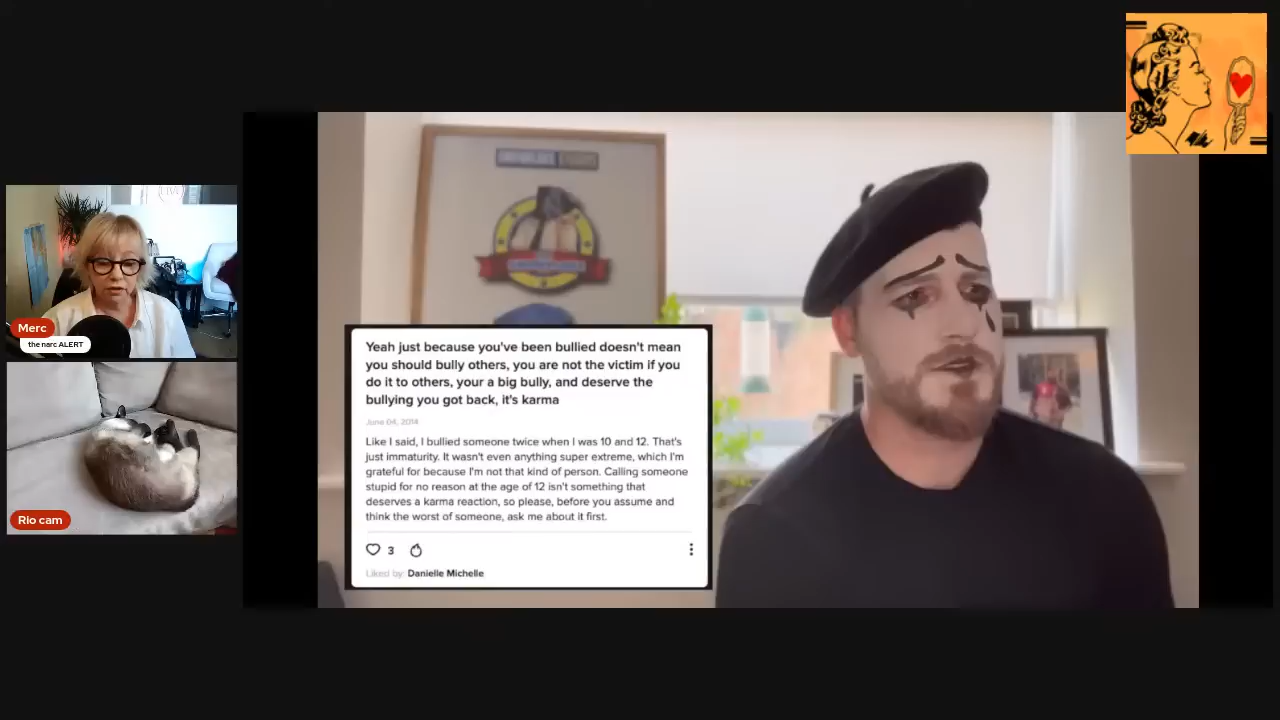 Merc
the narc ALERT
Rio cam
Yeah just because you've been bullied doesn't mean
you should bully others, you are not the victim if you
do it to others, your a big bully, and deserve the
bullying you got back, it's karma
June 04, 2014
Like I said, I bullied someone twice when I was 10 and 12. That's
just immaturity. It wasn't even anything super extreme, which I'm
grateful for because I'm not that kind of person. Calling someone
stupid for no reason at the age of 12 isn't something that
deserves a karma reaction, so please, before you assume and
think the worst of someone, ask me about it first.
3
Liked by: Danielle Michelle